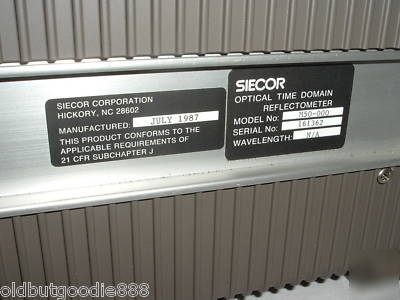 SIECOR CORPORATION
HICKORY, NC 28602
MANUFACTURED: JULY 1987
THIS PRODUCT CONFORMS TO THE
APPLICABLE REQUIREMENTS OF
21 CFR SUBCHAPTER J
SIECOR
OPTICAL TIME DOMAIN
REFLECTOMETER
MODEL No: M50-000
SERIAL No: 161362
WAVELENGTH: N/A
seller: oldbutgoodie888